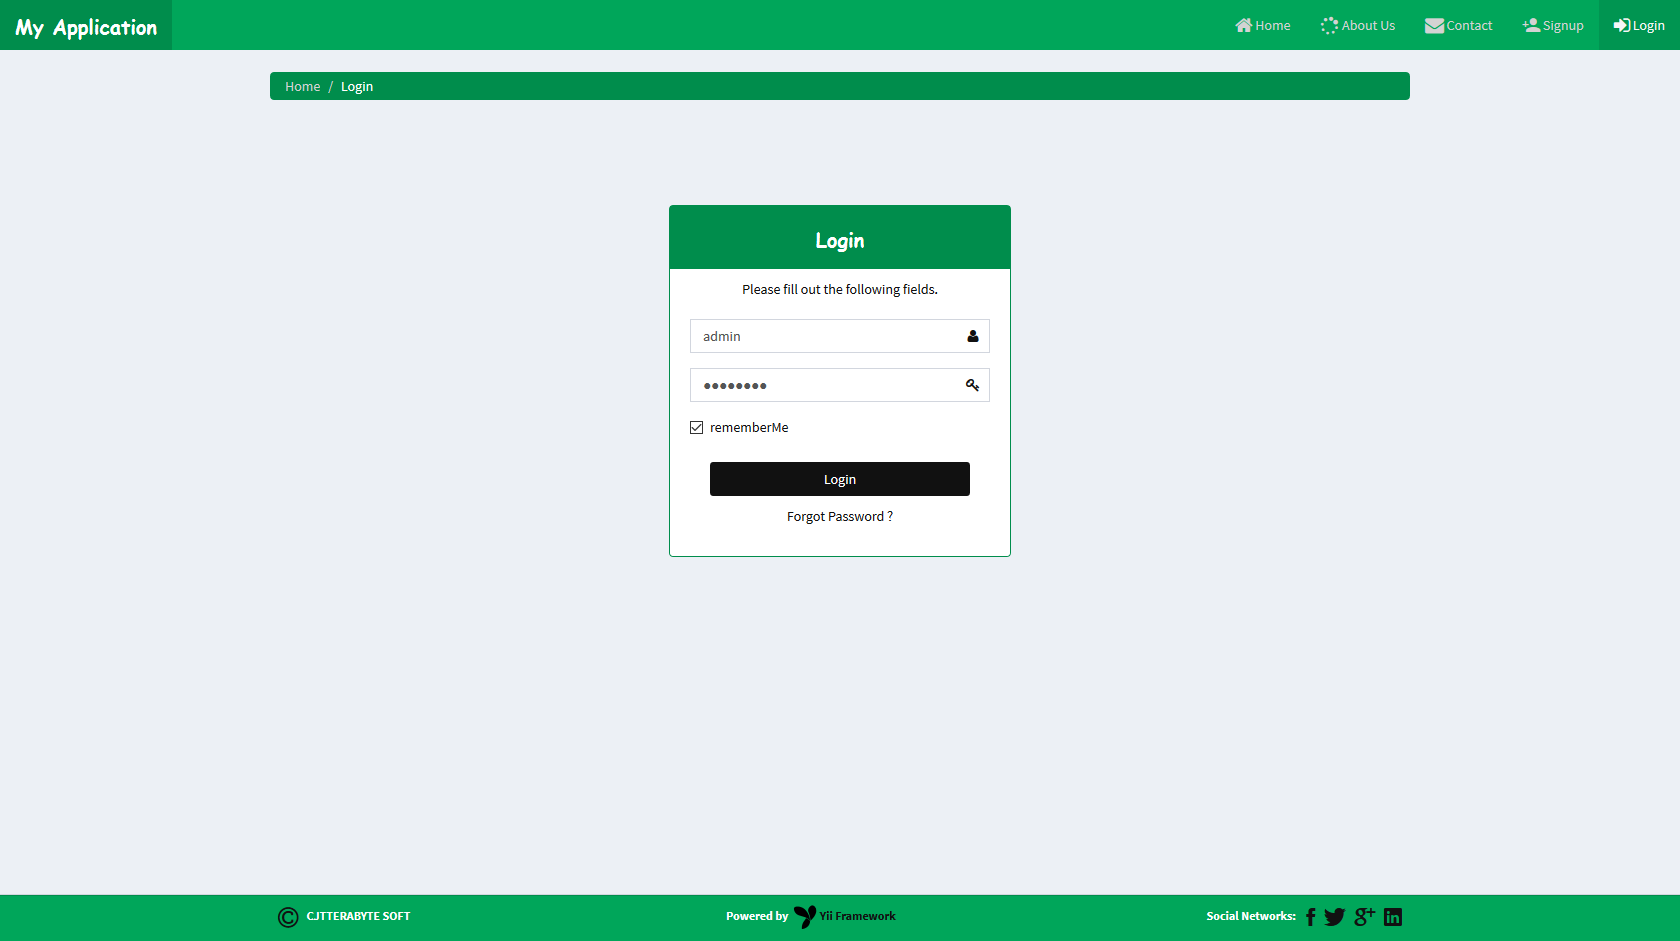 My Application
Home
About Us
Contact
Signup
Login
Home / Login
Login
Please fill out the following fields.
admin
rememberMe
Login
Forgot Password ?
© CJTTERABYTE SOFT
Powered by Yii Framework
Social Networks: